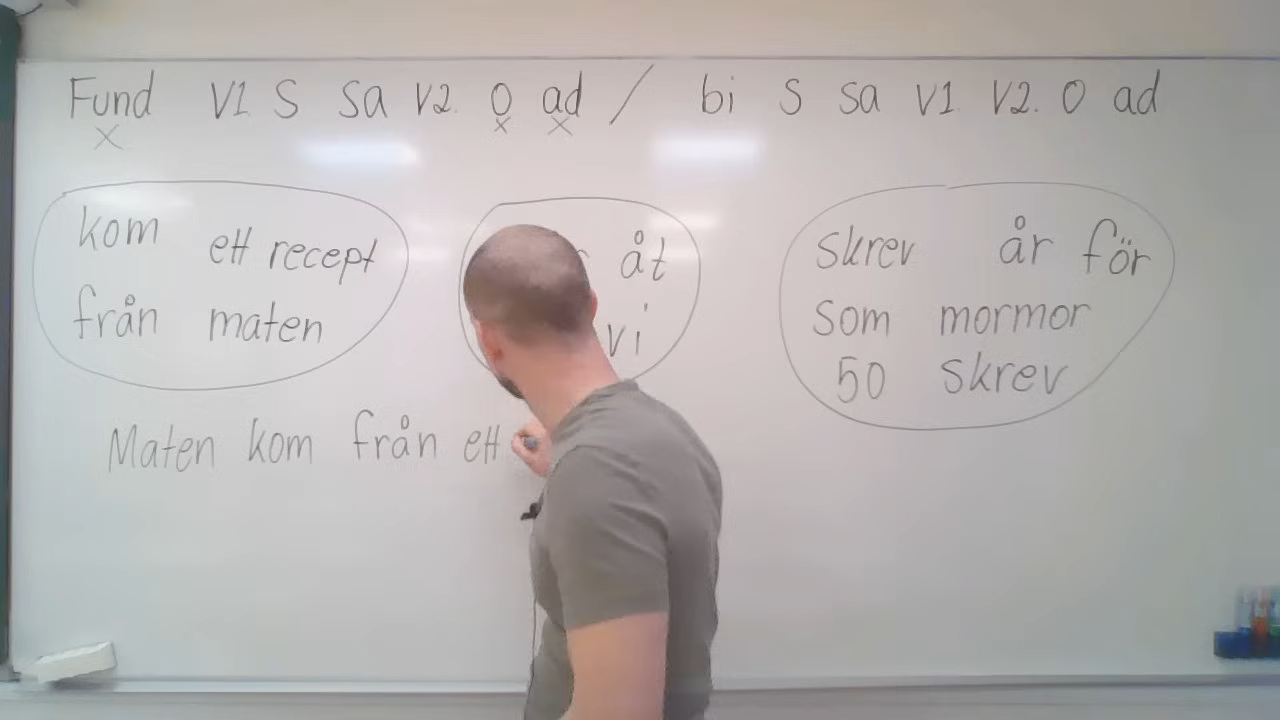 Fund V1 S Sa V2. O ad / bi S sa V1 V2. O ad
x x x
kom ett recept
från maten
åt
vi
skrev år för
som mormor
50 skrev
Maten kom från ett